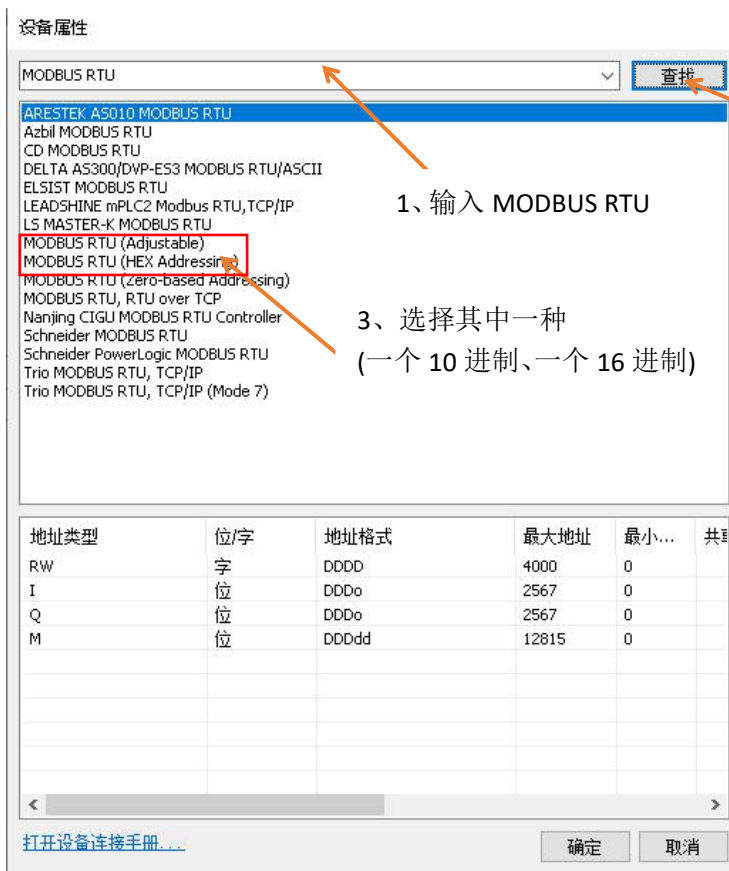 设备属性
MODBUS RTU
查找
ARESTEK AS010 MODBUS RTU
Azbil MODBUS RTU
CD MODBUS RTU
DELTA AS300/DVP-ES3 MODBUS RTU/ASCII
ELSIST MODBUS RTU
LEADSHINE mPLC2 Modbus RTU,TCP/IP
LS MASTER-K MODBUS RTU
MODBUS RTU (Adjustable)
MODBUS RTU (HEX Addressing)
MODBUS RTU (Zero-based Addressing)
MODBUS RTU, RTU over TCP
Nanjing CIGU MODBUS RTU Controller
Schneider MODBUS RTU
Schneider PowerLogic MODBUS RTU
Trio MODBUS RTU, TCP/IP
Trio MODBUS RTU, TCP/IP (Mode 7)
1、输入 MODBUS RTU
3、选择其中一种
(一个 10 进制、一个 16 进制)
地址类型 位/字 地址格式 最大地址 最小...
RW 字 DDDD 4000 0
I 位 DDDo 2567 0
Q 位 DDDo 2567 0
M 位 DDDdd 12815 0
打开设备连接手册...
确定 取消